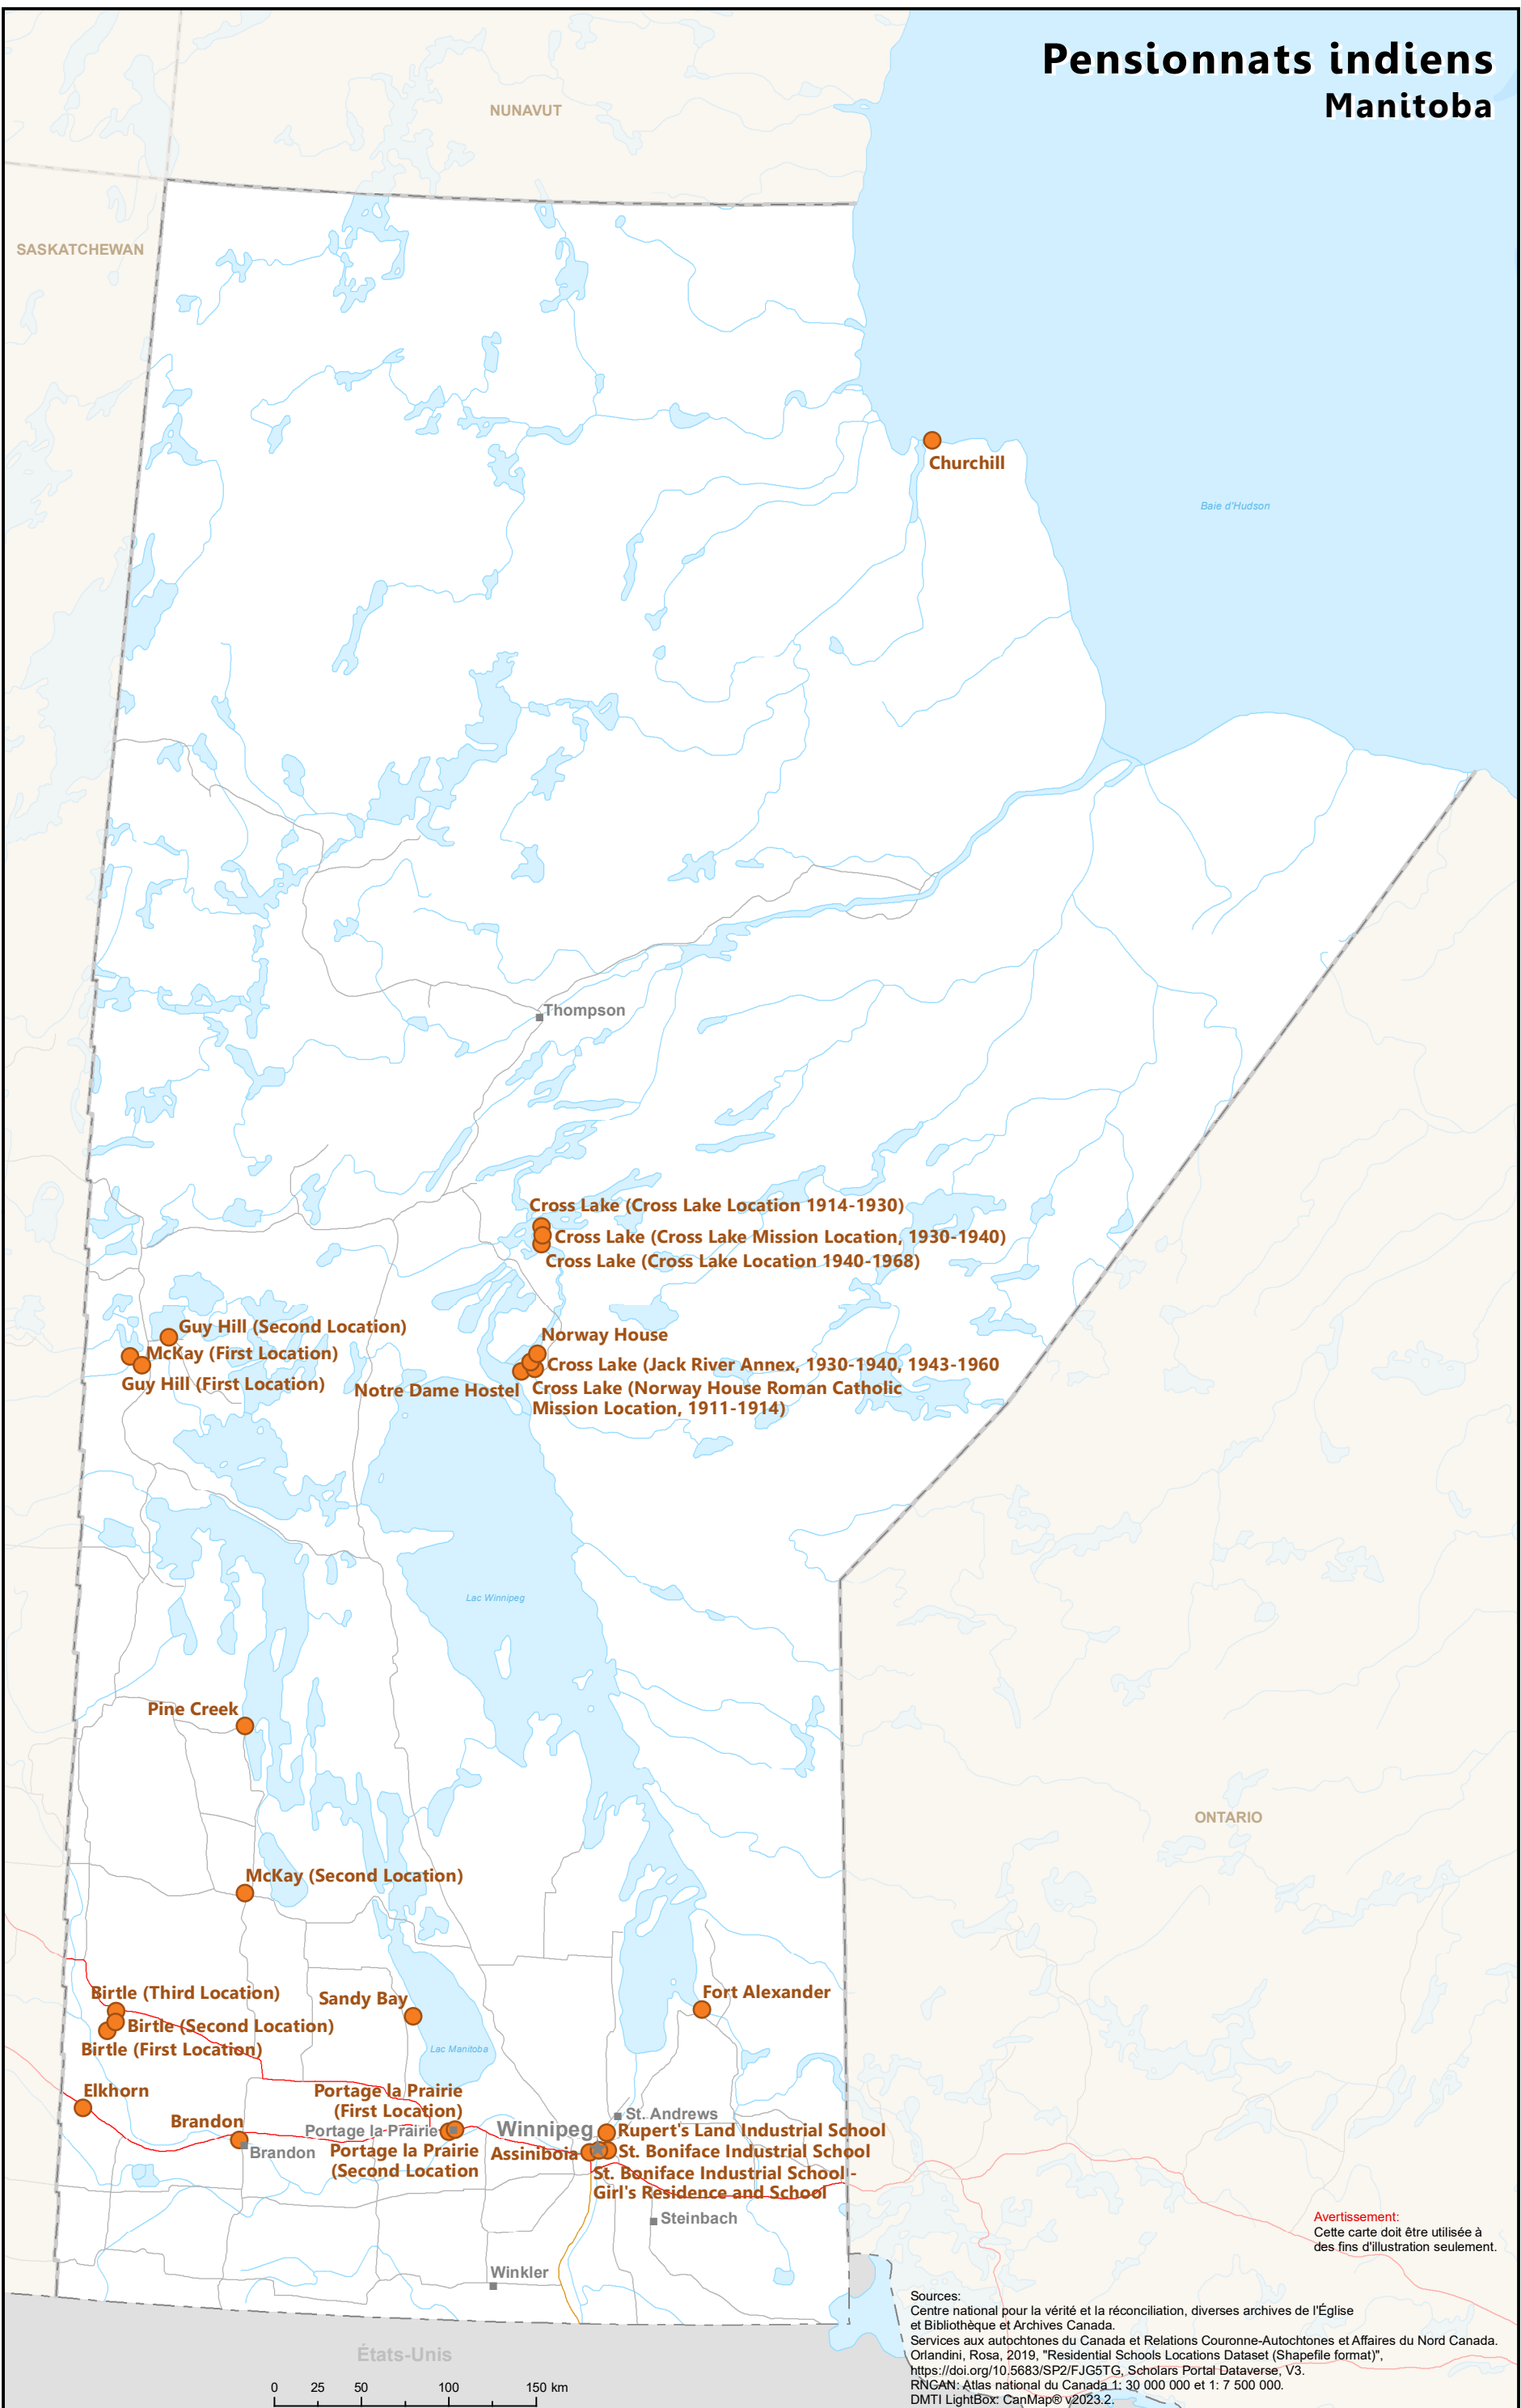 Pensionnats indiens
Manitoba
NUNAVUT
SASKATCHEWAN
Churchill
Baie d'Hudson
Thompson
Cross Lake (Cross Lake Location 1914-1930)
Cross Lake (Cross Lake Mission Location, 1930-1940)
Cross Lake (Cross Lake Location 1940-1968)
Guy Hill (Second Location)
McKay (First Location)
Guy Hill (First Location)
Norway House
Cross Lake (Jack River Annex, 1930-1940, 1943-1960
Notre Dame Hostel
Cross Lake (Norway House Roman Catholic
Mission Location, 1911-1914)
Lac Winnipeg
Pine Creek
ONTARIO
McKay (Second Location)
Birtle (Third Location)
Birtle (Second Location)
Birtle (First Location)
Sandy Bay
Fort Alexander
Lac Manitoba
Elkhorn
Brandon
Brandon
Portage la Prairie
(First Location)
Portage la Prairie
Portage la Prairie
(Second Location
St. Andrews
Winnipeg
Rupert's Land Industrial School
Assiniboia
St. Boniface Industrial School
St. Boniface Industrial School -
Girl's Residence and School
Steinbach
Winkler
Avertissement:
Cette carte doit être utilisée à
des fins d'illustration seulement.
États-Unis
0 25 50 100 150 km
Sources:
Centre national pour la vérité et la réconciliation, diverses archives de l'Église
et Bibliothèque et Archives Canada.
Services aux autochtones du Canada et Relations Couronne-Autochtones et Affaires du Nord Canada.
Orlandini, Rosa, 2019, "Residential Schools Locations Dataset (Shapefile format)",
https://doi.org/10.5683/SP2/FJG5TG, Scholars Portal Dataverse, V3.
RNCAN: Atlas national du Canada 1: 30 000 000 et 1: 7 500 000.
DMTI LightBox: CanMap® v2023.2.